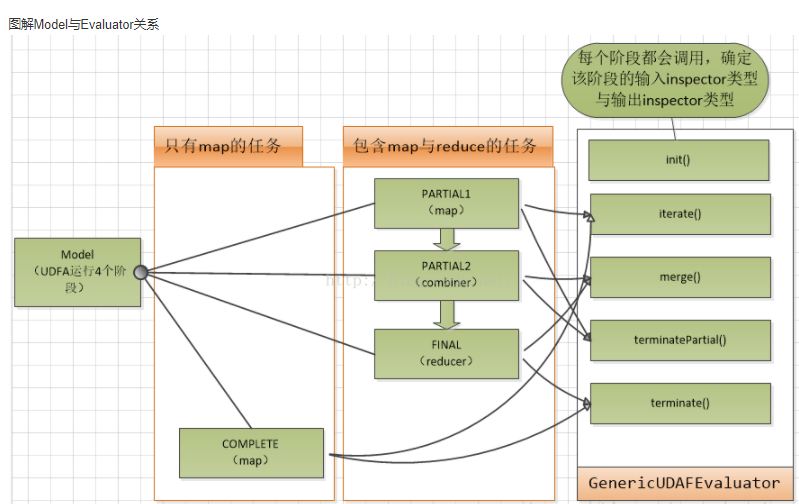 图解Model与Evaluator关系
每个阶段都会调用，确定
该阶段的输入inspector类型
与输出inspector类型
只有map的任务
包含map与reduce的任务
init()
PARTIAL1
（map）
iterate()
Model
（UDFA运行4个阶
段）
PARTIAL2
（combiner）
merge()
FINAL
（reducer）
terminatePartial()
terminate()
COMPLETE
（map）
GenericUDAFEvaluator